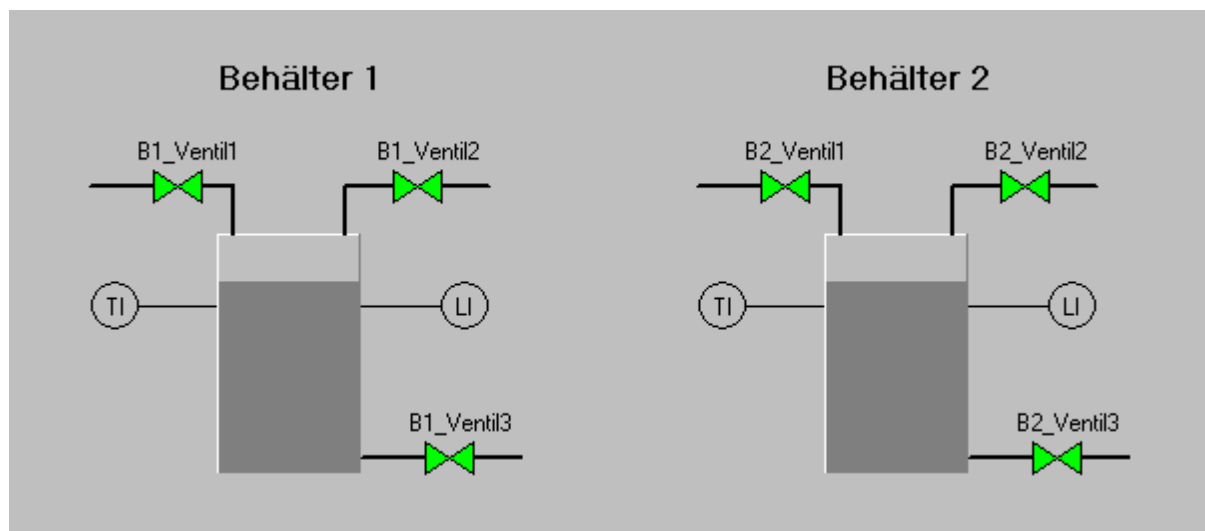 Behälter 1
Behälter 2
B1_Ventil1
B1_Ventil2
B2_Ventil1
B2_Ventil2
TI
LI
TI
LI
B1_Ventil3
B2_Ventil3